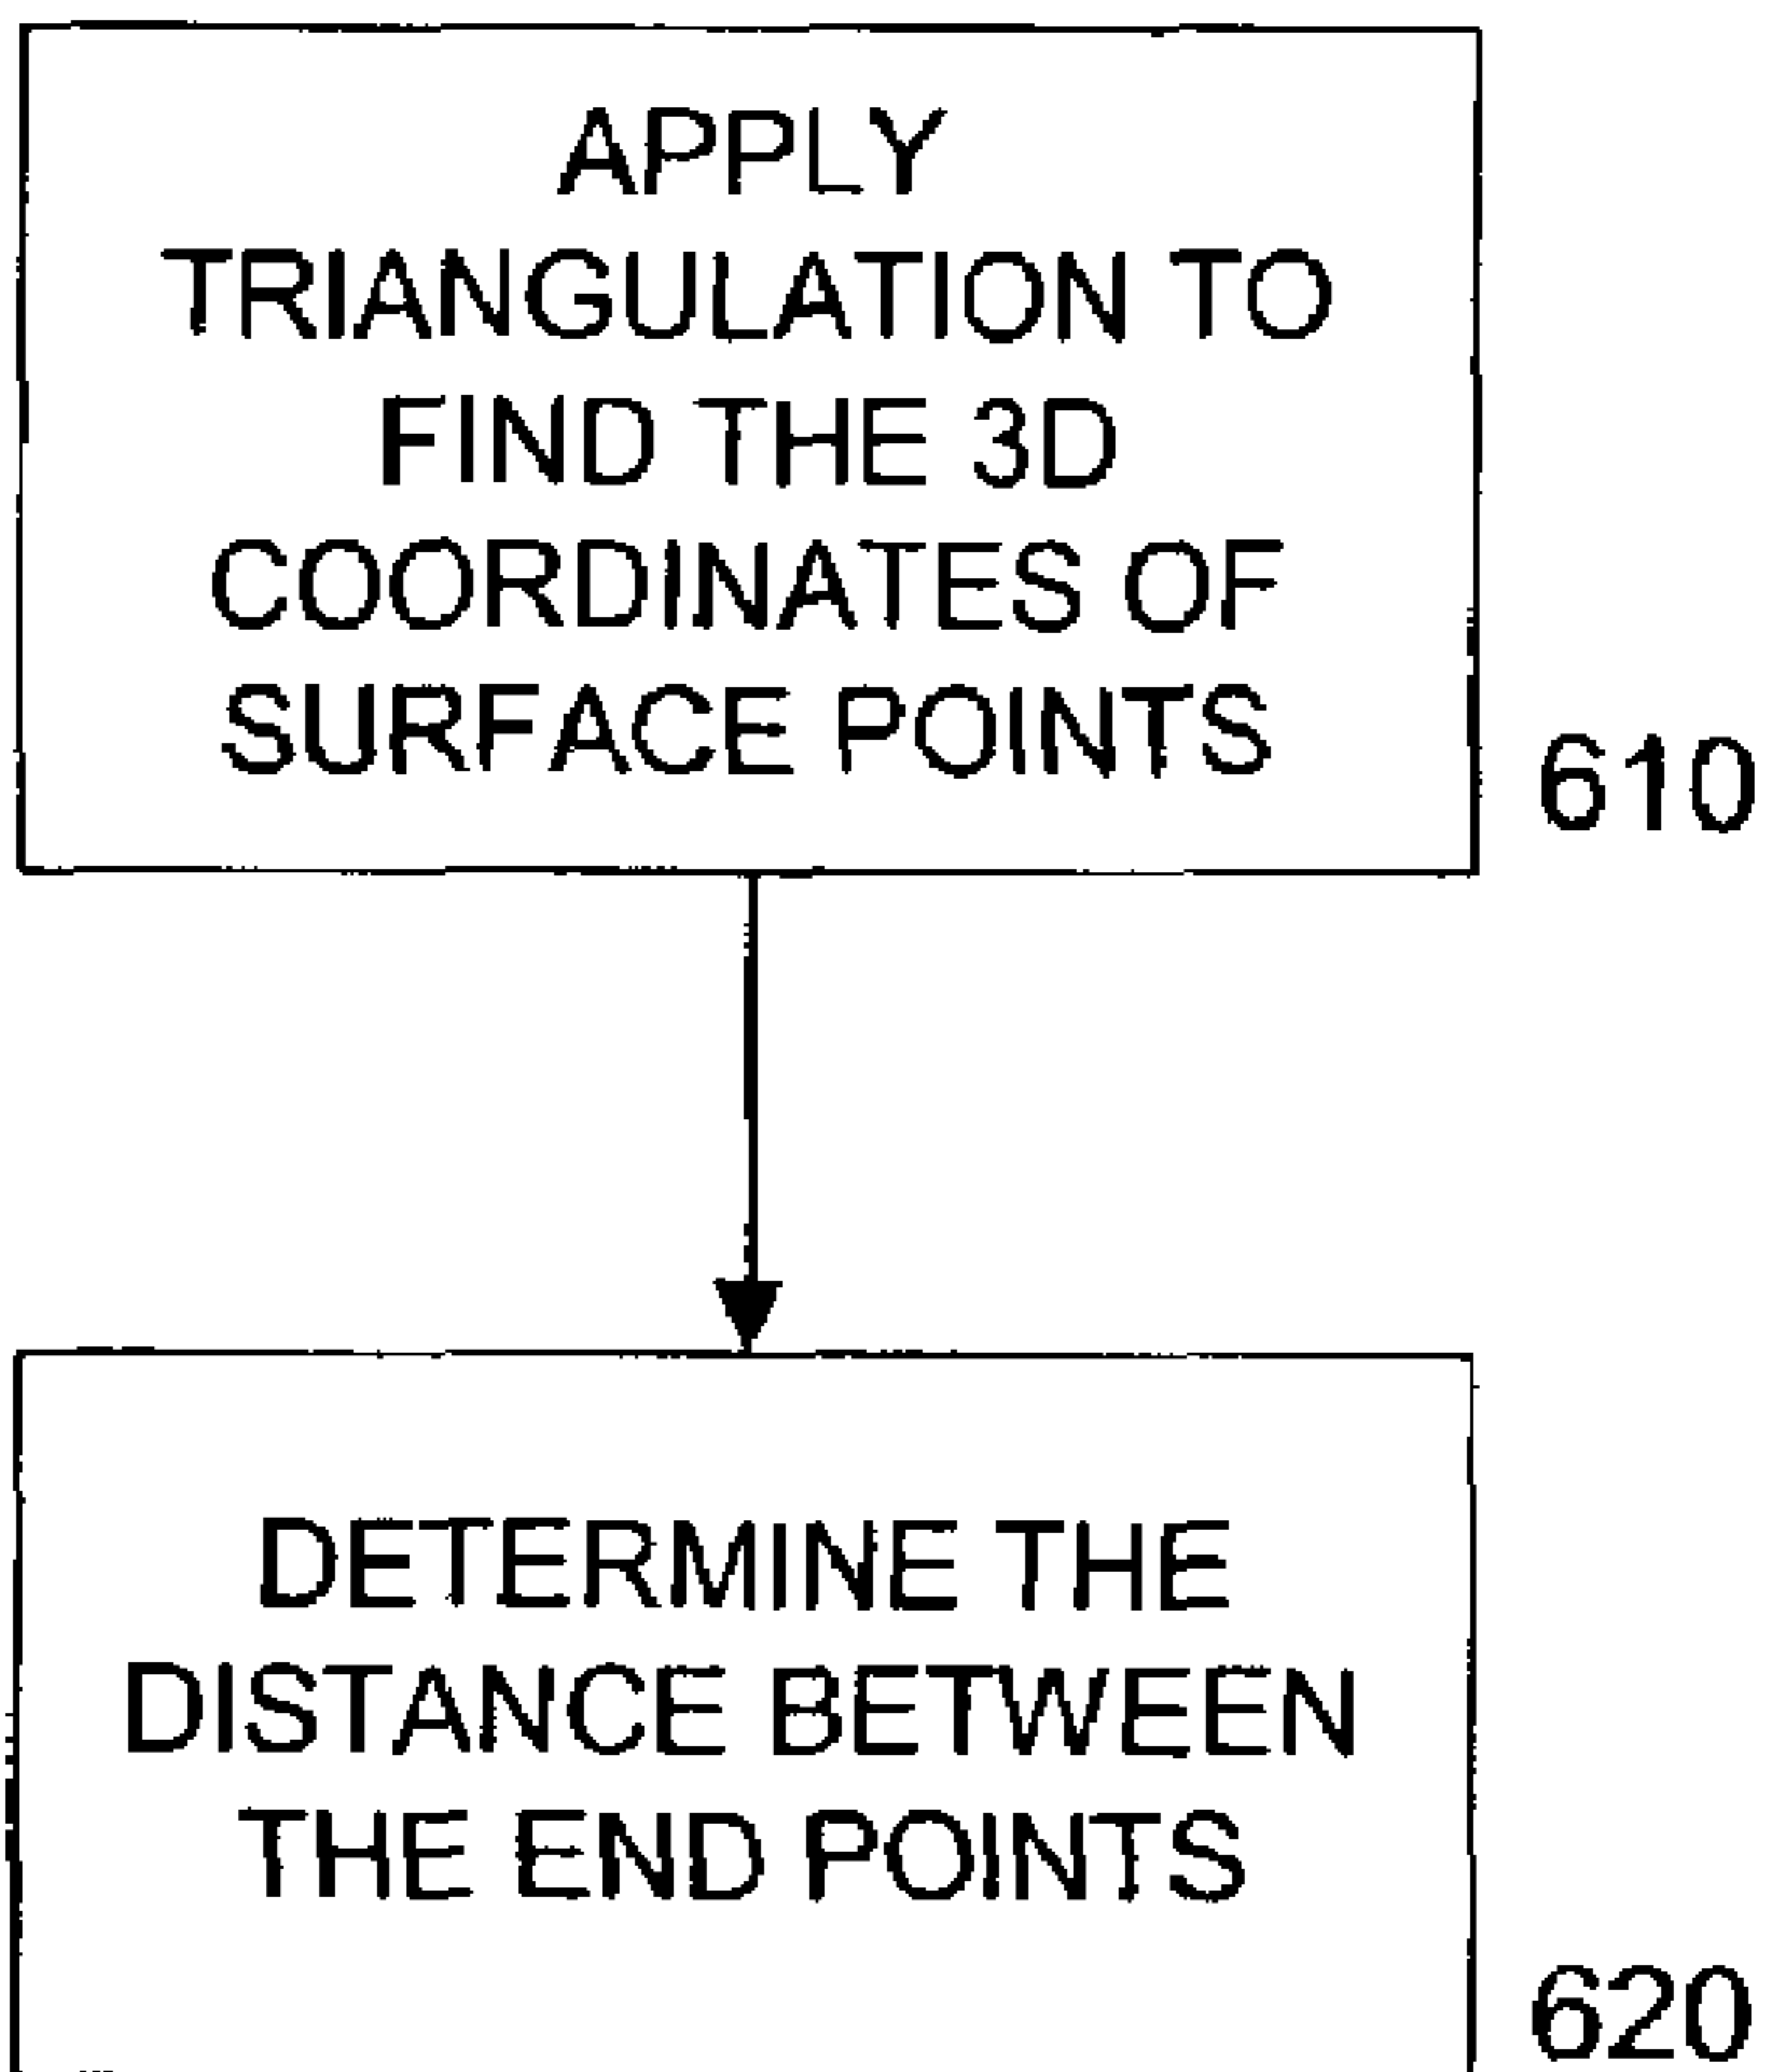 APPLY
TRIANGULATION TO
FIND THE 3D
COORDINATES OF
SURFACE POINTS
610
DETERMINE THE
DISTANCE BETWEEN
THE END POINTS
620